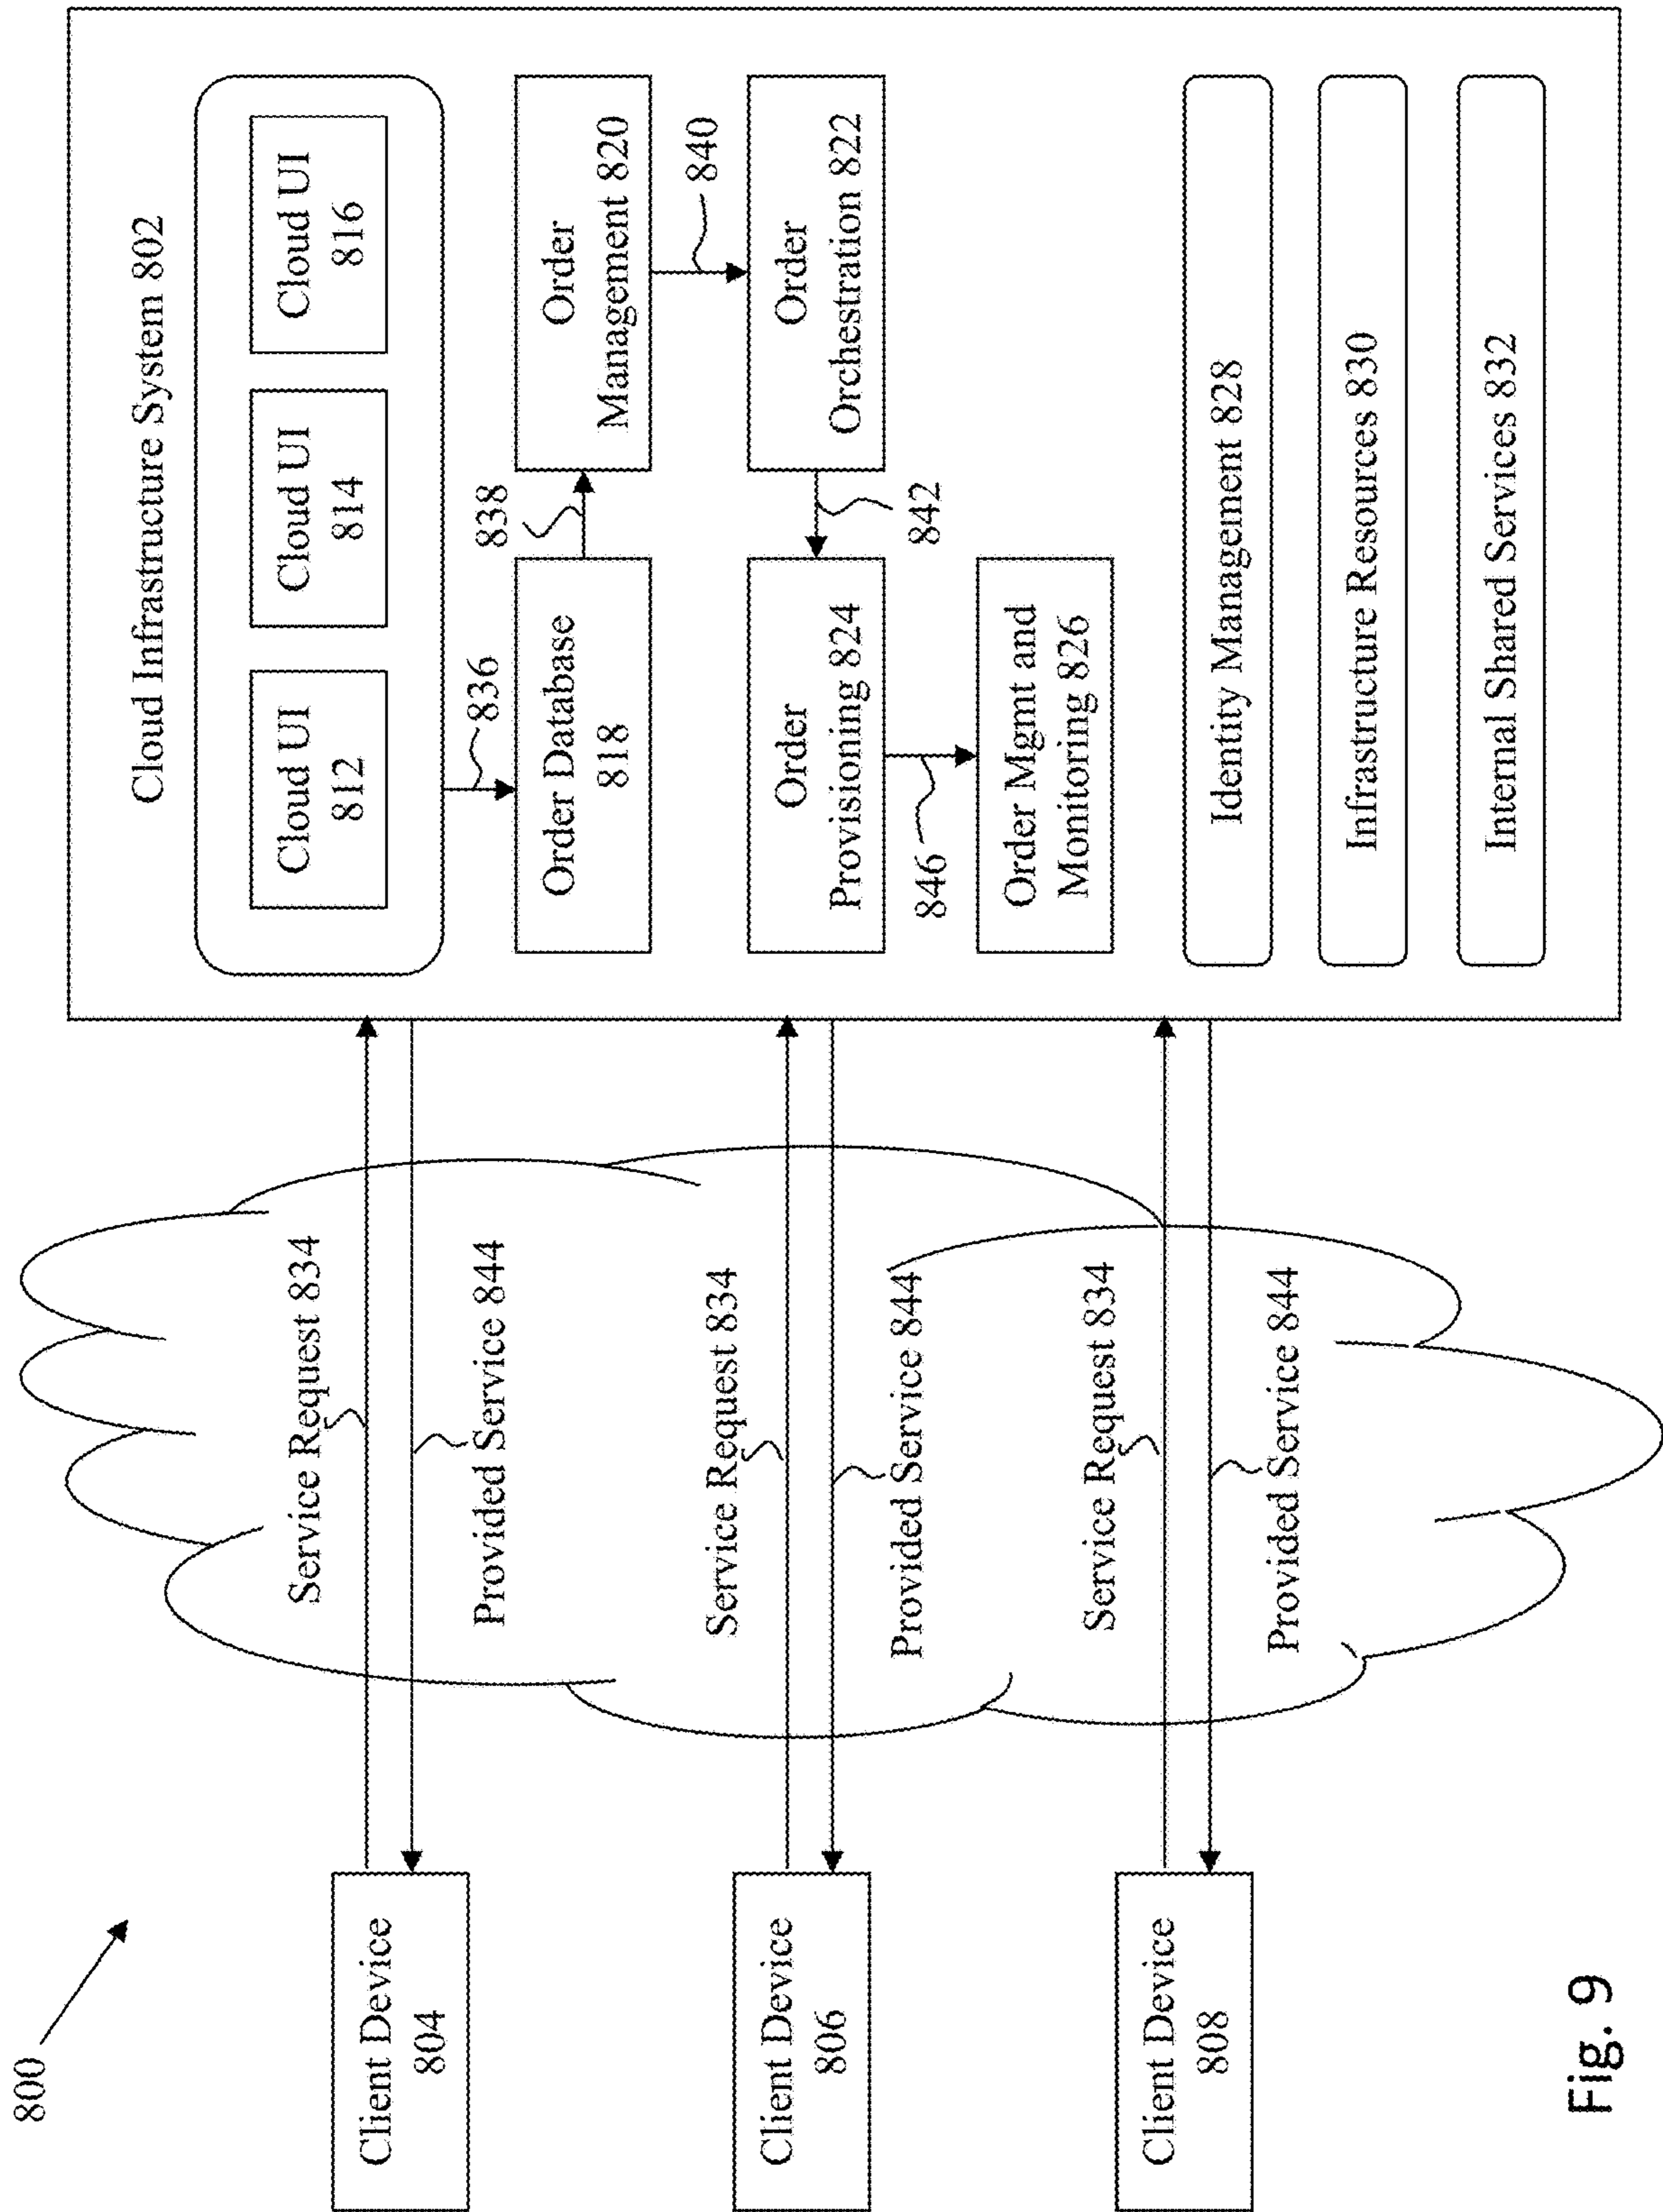 800
Cloud Infrastructure System 802
Cloud UI
812
Cloud UI
814
Cloud UI
816
836
Order Database
818
838
Order
Management 820
840
Order
Orchestration 822
842
Order
Provisioning 824
846
Order Mgmt and
Monitoring 826
Identity Management 828
Infrastructure Resources 830
Internal Shared Services 832
Client Device
804
Service Request 834
Provided Service 844
Client Device
806
Service Request 834
Provided Service 844
Client Device
808
Service Request 834
Provided Service 844
Fig. 9